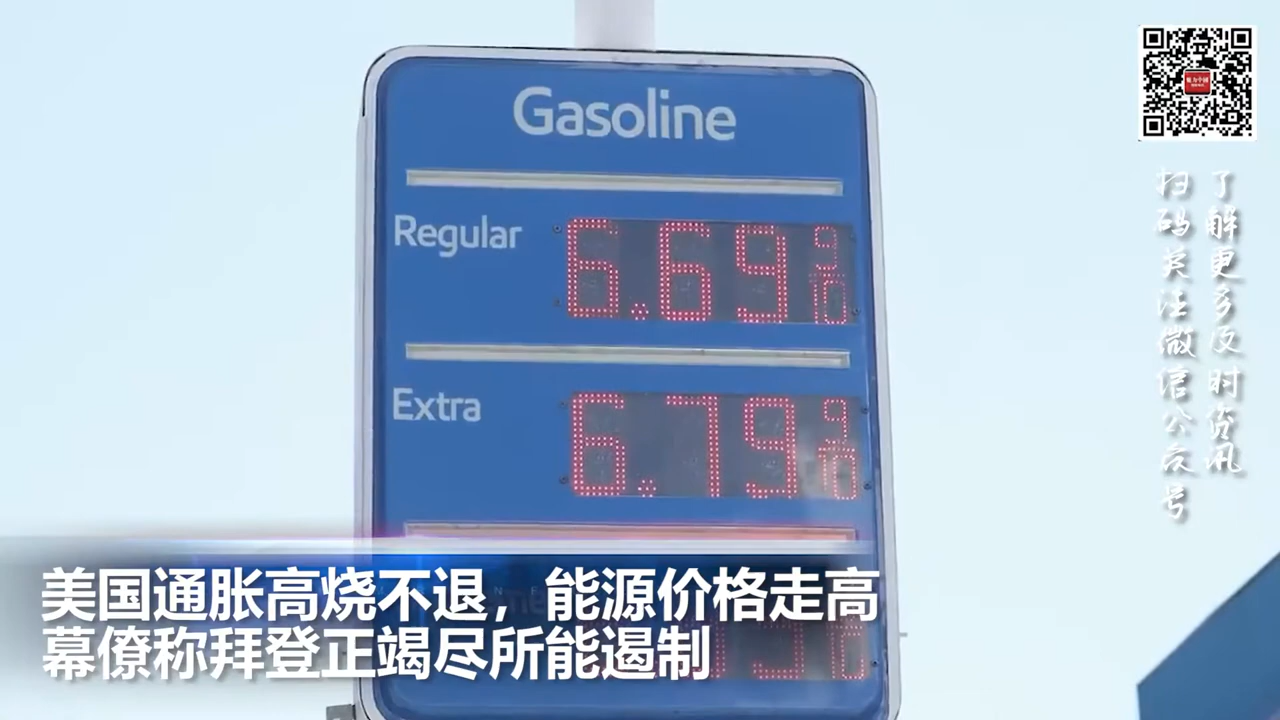 Gasoline
Regular
6.69 9/10
Extra
6.79 9/10
了解更多及时资讯
扫码关注微信公众号
美国通胀高烧不退，能源价格走高
幕僚称拜登正竭尽所能遏制